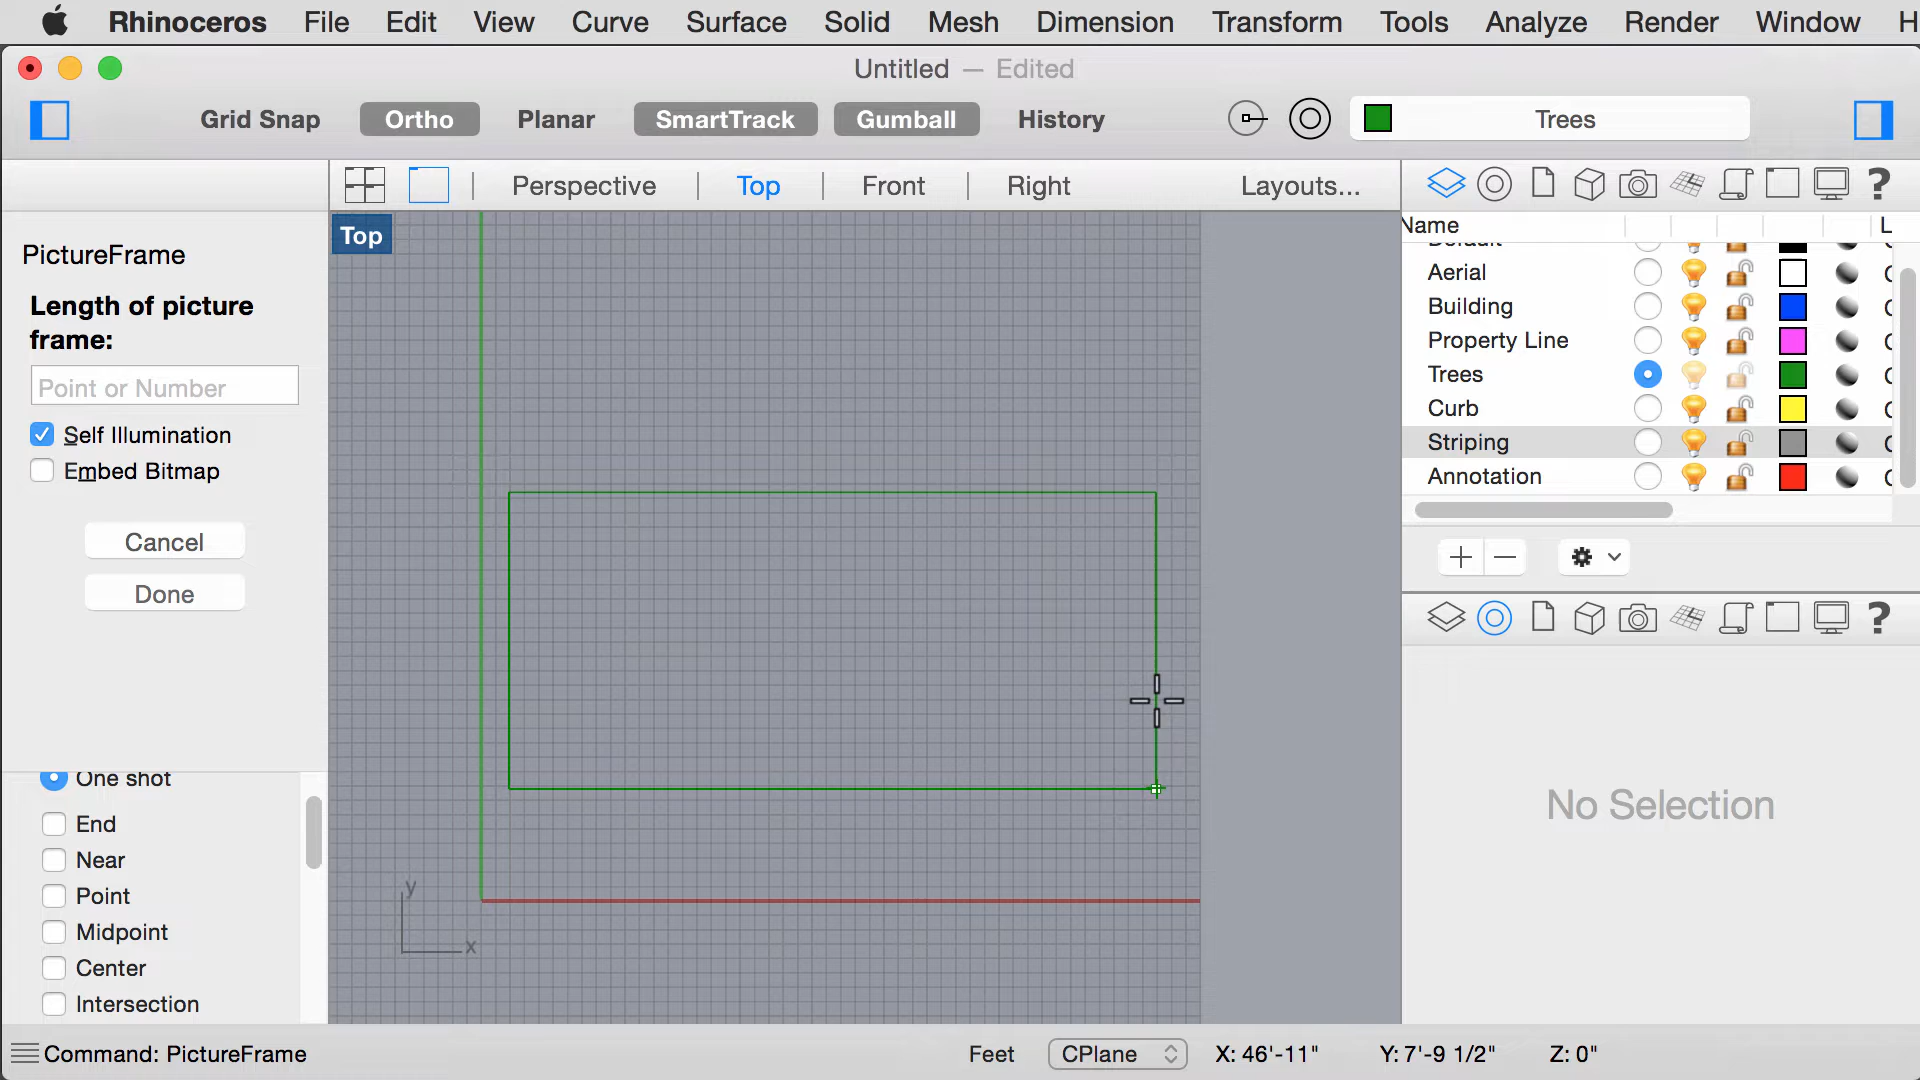 Rhinoceros File Edit View Curve Surface Solid Mesh Dimension Transform Tools Analyze Render Window H
Untitled — Edited
Grid Snap Ortho Planar SmartTrack Gumball History Trees
Perspective Top Front Right Layouts...
Top
PictureFrame
Length of picture
frame:
Point or Number
Self Illumination
Embed Bitmap
Cancel
Done
One shot
End
Near
Point
Midpoint
Center
Intersection
y
x
Name L
Default
Aerial
Building
Property Line
Trees
Curb
Striping
Annotation
No Selection
Command: PictureFrame Feet CPlane X: 46'-11" Y: 7'-9 1/2" Z: 0"